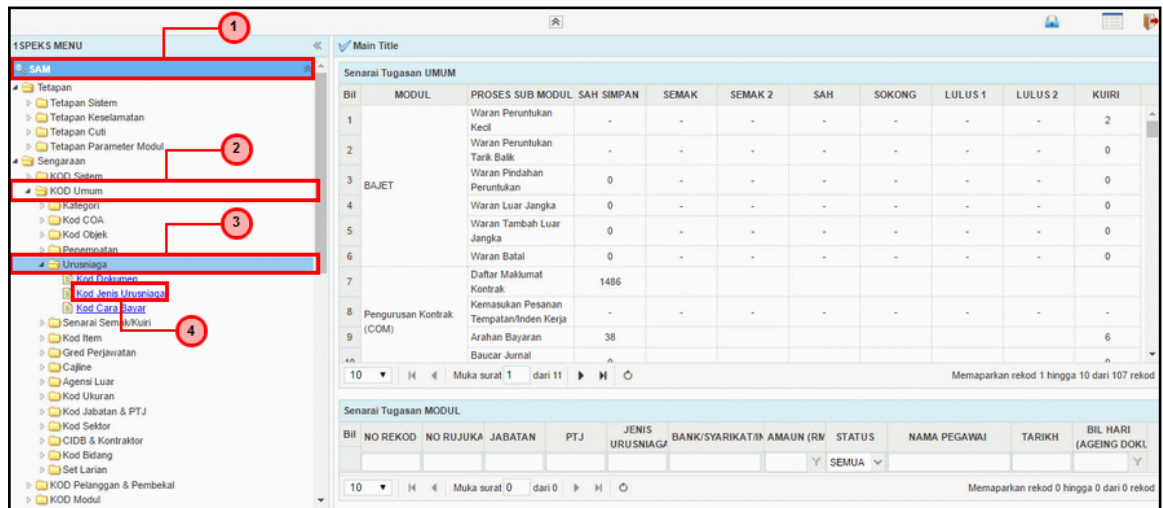 1
1SPEKS MENU
Main Title
SAM
Tetapan
Tetapan Sistem
Tetapan Keselamatan
Tetapan Cuti
Tetapan Parameter Modul
2
Sengaraan
KOD Sistem
KOD Umum
Kategori
Kod COA
3
Kod Objek
Penempatan
Urusniaga
Kod Dokumen
Kod Jenis Urusniaga
Kod Cara Bayar
4
Senarai Semak/Kuiri
Kod Item
Gred Perjawatan
Cajline
Agensi Luar
Kod Ukuran
Kod Jabatan & PTJ
Kod Sektor
CIDB & Kontraktor
Kod Bidang
Set Larian
KOD Pelanggan & Pembekal
KOD Modul
Senarai Tugasan UMUM
Bil MODUL PROSES SUB MODUL SAH SIMPAN SEMAK SEMAK 2 SAH SOKONG LULUS 1 LULUS 2 KUIRI
1 Waran Peruntukan Kecil - - - - - - - 2
2 Waran Peruntukan Tarik Balik - - - - - - - 0
3 BAJET Waran Pindahan Peruntukan 0 - - - - - - 0
4 Waran Luar Jangka 0 - - - - - - 0
5 Waran Tambah Luar Jangka 0 - - - - - - 0
6 Waran Batal 0 - - - - - - 0
7 Daftar Maklumat Kontrak 1486
8 Pengurusan Kontrak (COM) Kemasukan Pesanan Tempatan/Inden Kerja - - - - - - - -
9 Arahan Bayaran 38 6
10 Baucar Jurnal 0 0
10 Muka surat 1 dari 11 Memaparkan rekod 1 hingga 10 dari 107 rekod
Senarai Tugasan MODUL
Bil NO REKOD NO RUJUKA JABATAN PTJ JENIS URUSNIAGA BANK/SYARIKAT/IN AMAUN (RM STATUS NAMA PEGAWAI TARIKH BIL HARI (AGEING DOKU
SEMUA
10 Muka surat 0 dari 0 Memaparkan rekod 0 hingga 0 dari 0 rekod